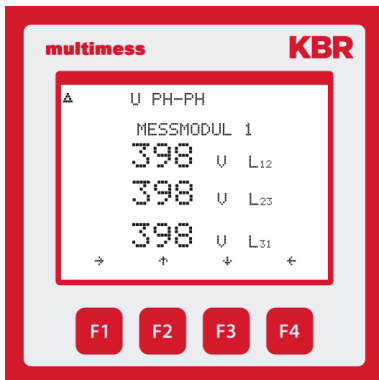 multimess KBR
U PH-PH
MESSMODUL 1
398 V L12
398 V L23
398 V L31
→ ↑ ↓ ←
F1 F2 F3 F4